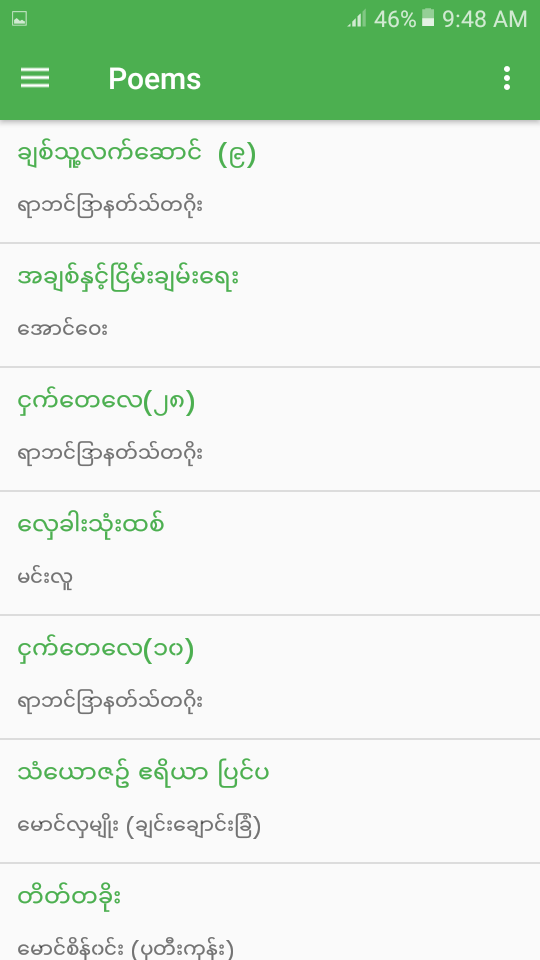 46% 9:48 AM
Poems
ချစ်သူ့လက်ဆောင် (၉)
ရာဘင်ဒြာနတ်သ်တဂိုး
အချစ်နှင့်ငြိမ်းချမ်းရေး
အောင်ဝေး
ငှက်တေလေ(၂၈)
ရာဘင်ဒြာနတ်သ်တဂိုး
လှေခါးသုံးထစ်
မင်းလူ
ငှက်တေလေ(၁၀)
ရာဘင်ဒြာနတ်သ်တဂိုး
သံယောဇဉ် ဧရိယာ ပြင်ပ
မောင်လှမျိုး (ချင်းချောင်းခြံ)
တိတ်တခိုး
မောင်စိန်ဝင်း (ပုတီးကုန်း)